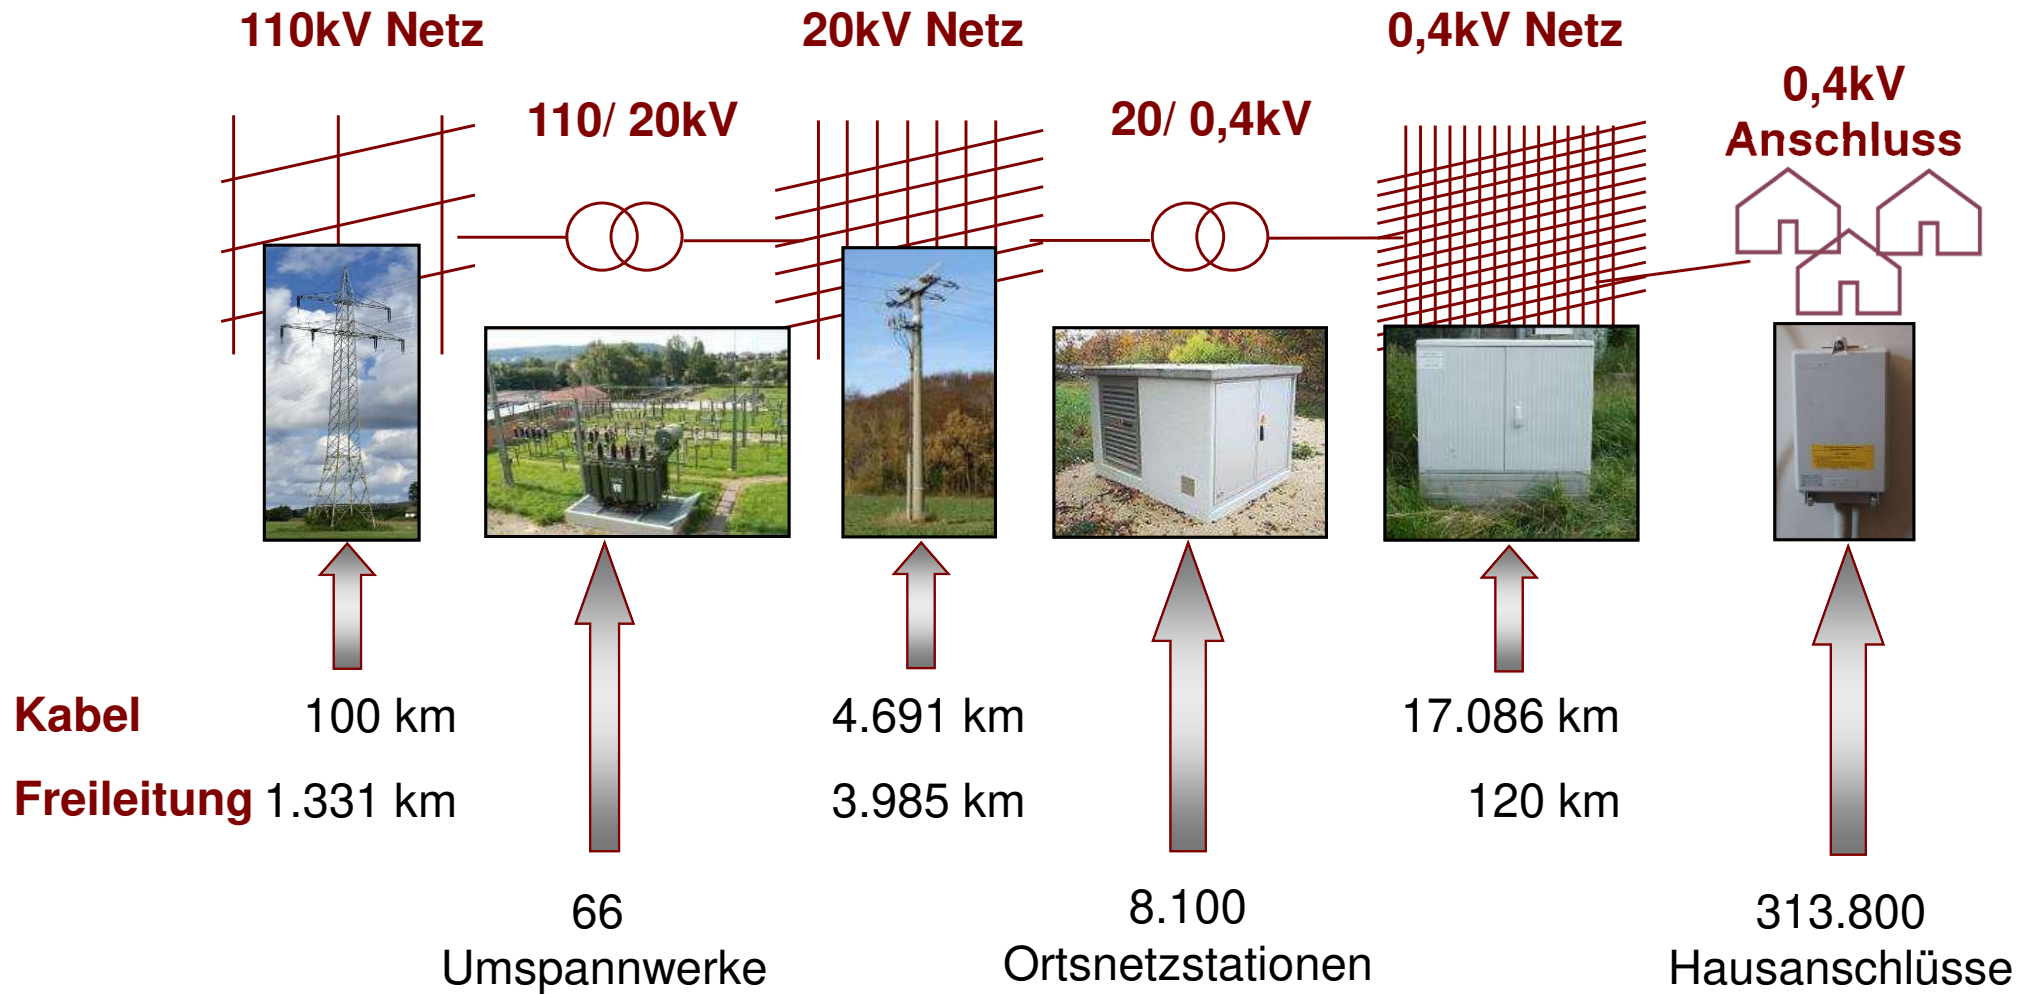 110kV Netz
20kV Netz
0,4kV Netz
110/ 20kV
20/ 0,4kV
0,4kV
Anschluss
Kabel 100 km 4.691 km 17.086 km
Freileitung 1.331 km 3.985 km 120 km
66
Umspannwerke
8.100
Ortsnetzstationen
313.800
Hausanschlüsse